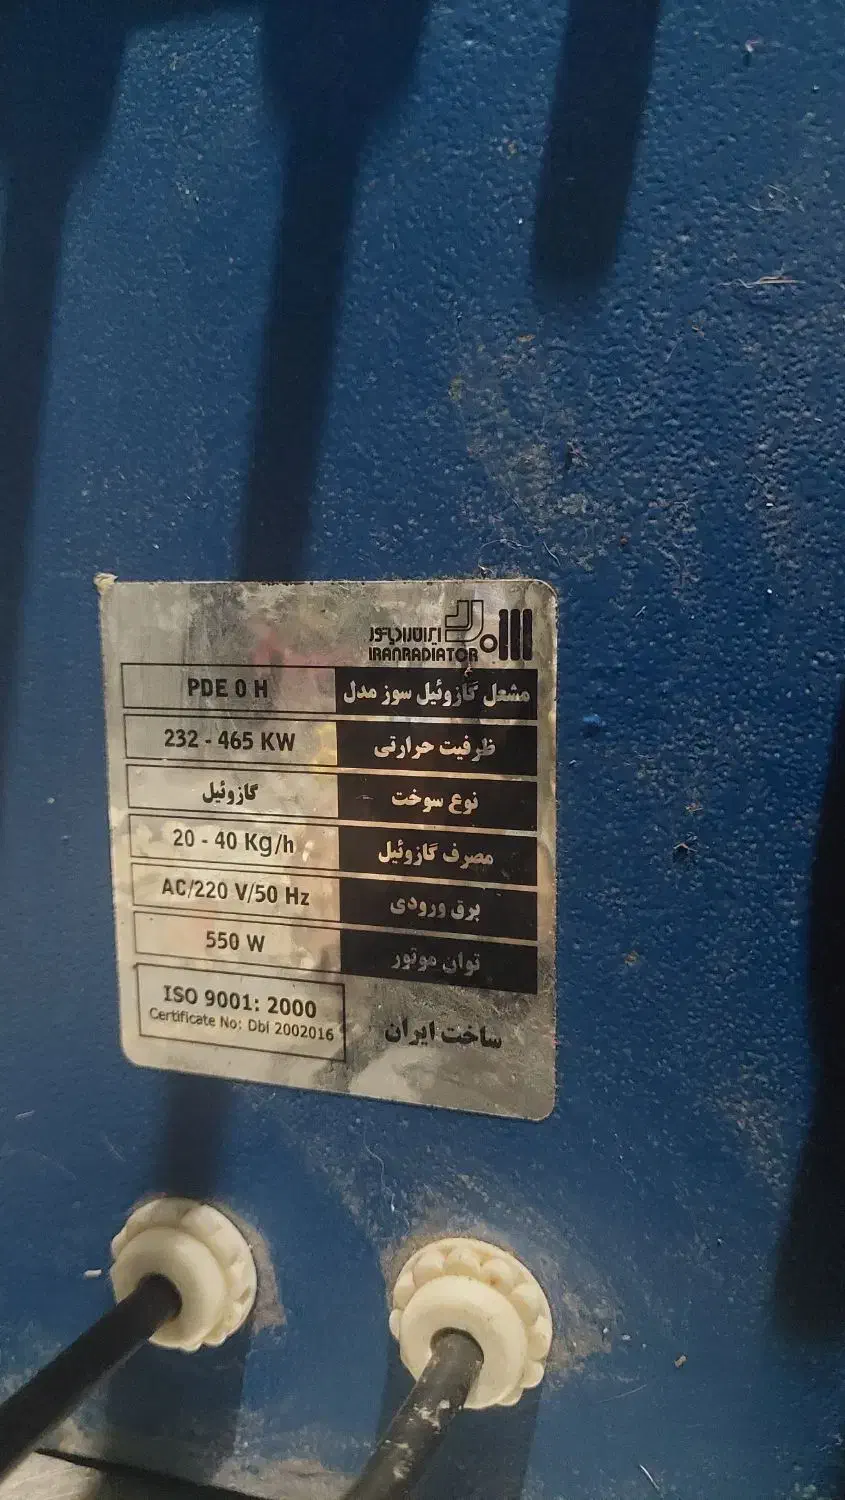 ایران رادیاتور
IRANRADIATOR
مشعل گازوئیل سوز مدل PDE 0 H
ظرفیت حرارتی 232 - 465 KW
نوع سوخت گازوئیل
مصرف گازوئیل 20 - 40 Kg/h
برق ورودی AC/220 V/50 Hz
توان موتور 550 W
ساخت ایران
ISO 9001: 2000
Certificate No: Dbl 2002016